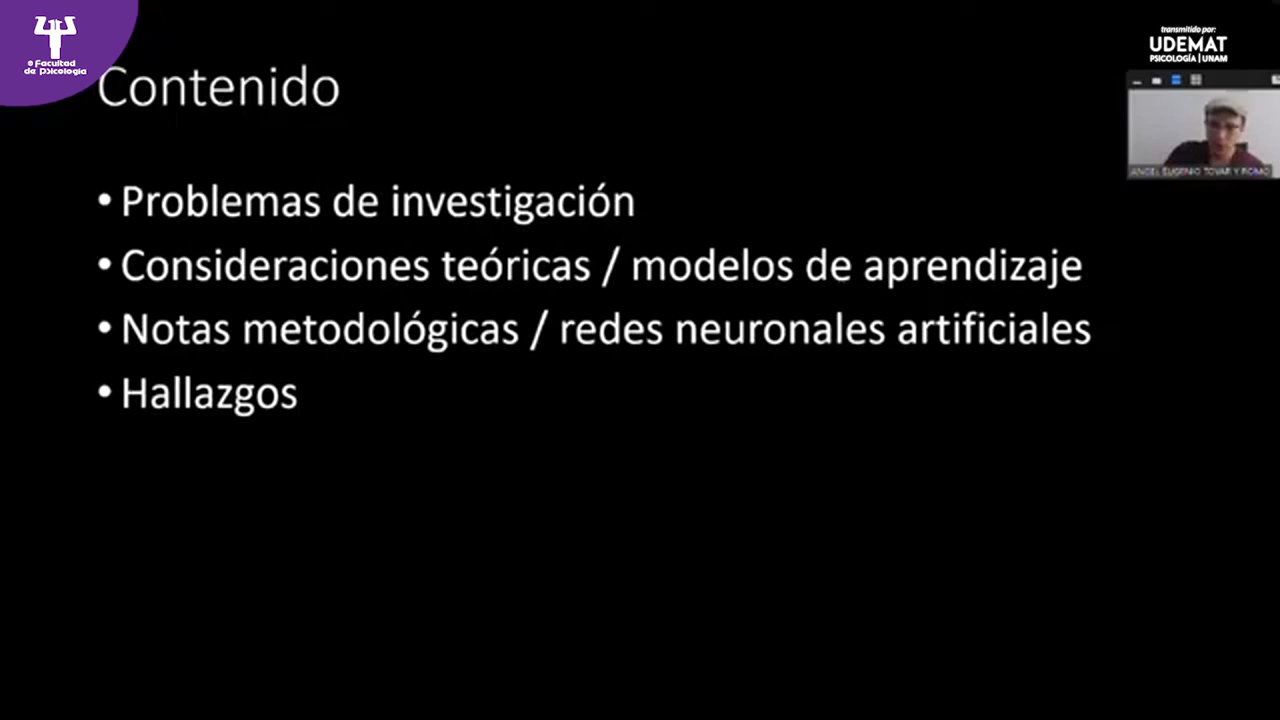 Facultad
de Psicología
transmitido por:
UDEMAT
PSICOLOGÍA | UNAM
Contenido
ANGEL EUGENIO TOVAR Y ROMO
• Problemas de investigación
• Consideraciones teóricas / modelos de aprendizaje
• Notas metodológicas / redes neuronales artificiales
• Hallazgos